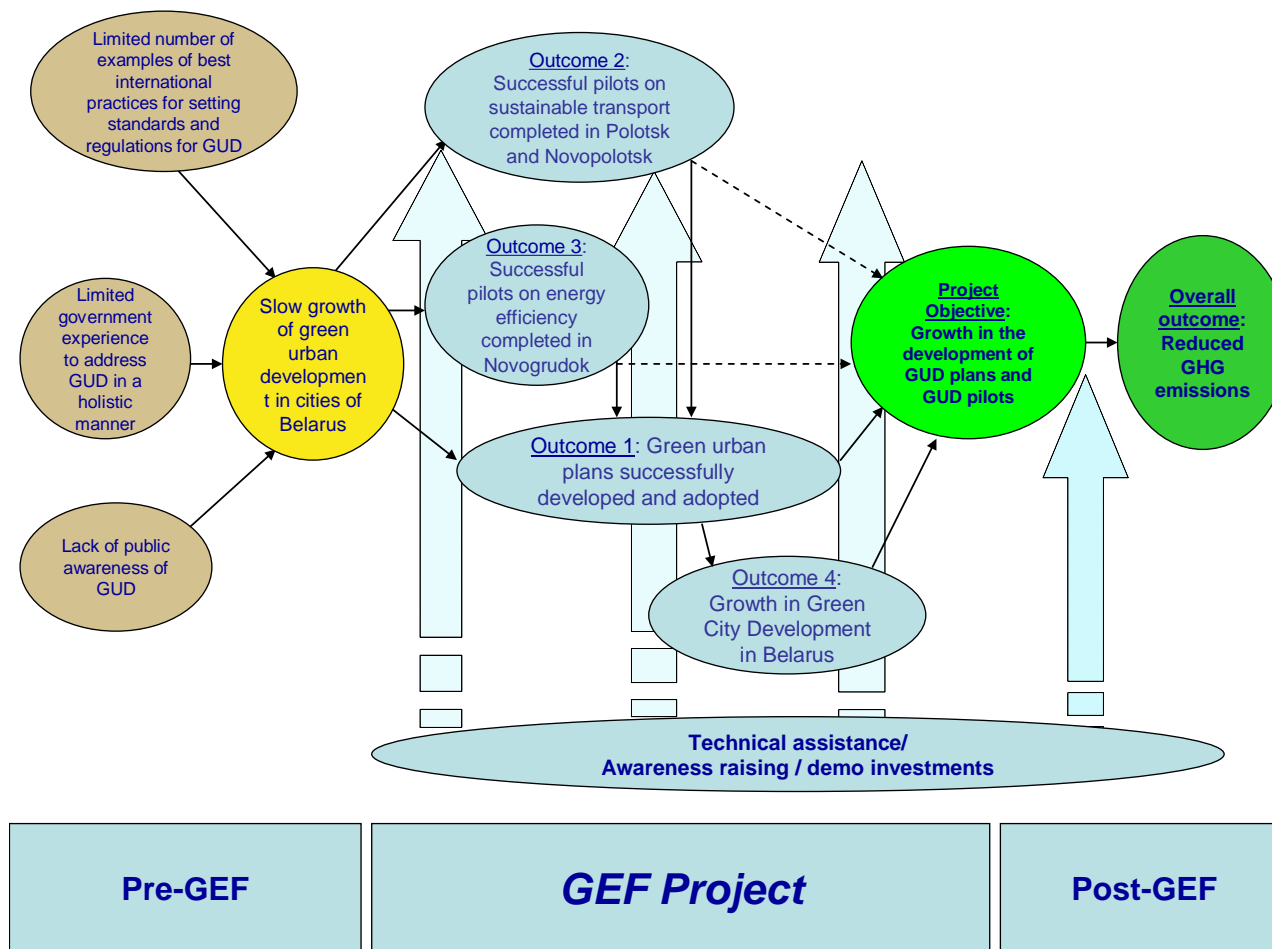 Limited number of
examples of best
international
practices for setting
standards and
regulations for GUD
Limited
government
experience
to address
GUD in a
holistic
manner
Lack of public
awareness of
GUD
Slow growth
of green
urban
developmen
t in cities of
Belarus
Outcome 2:
Successful pilots on
sustainable transport
completed in Polotsk
and Novopolotsk
Outcome 3:
Successful
pilots on energy
efficiency
completed in
Novogrudok
Outcome 1: Green urban
plans successfully
developed and adopted
Outcome 4:
Growth in Green
City Development
in Belarus
Project
Objective:
Growth in the
development of
GUD plans and
GUD pilots
Overall
outcome:
Reduced
GHG
emissions
Technical assistance/
Awareness raising / demo investments
Pre-GEF
GEF Project
Post-GEF